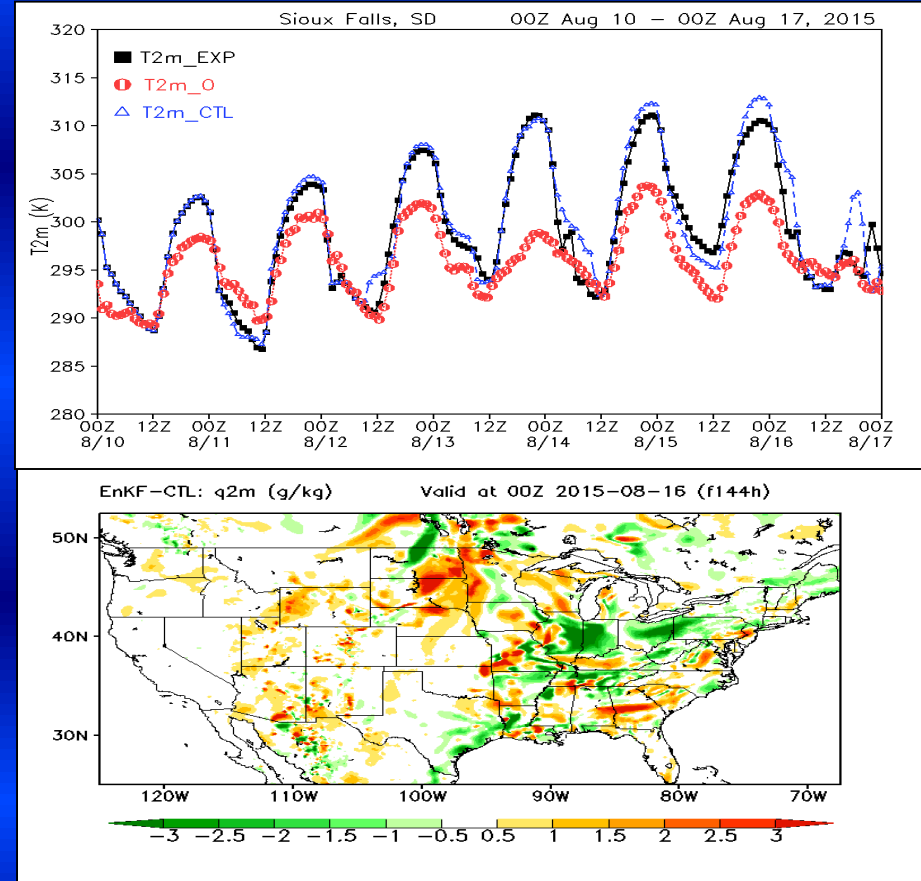 Sioux Falls, SD 00Z Aug 10 – 00Z Aug 17, 2015
320
315
310
305
300
295
290
285
280
T2m (K)
T2m_EXP
T2m_O
T2m_CTL
00Z 12Z 00Z 12Z 00Z 12Z 00Z 12Z 00Z 12Z 00Z 12Z 00Z 12Z 00Z
8/10 8/11 8/12 8/13 8/14 8/15 8/16 8/17
EnKF-CTL: q2m (g/kg) Valid at 00Z 2015-08-16 (f144h)
50N
40N
30N
120W 110W 100W 90W 80W 70W
-3 -2.5 -2 -1.5 -1 -0.5 0.5 1 1.5 2 2.5 3